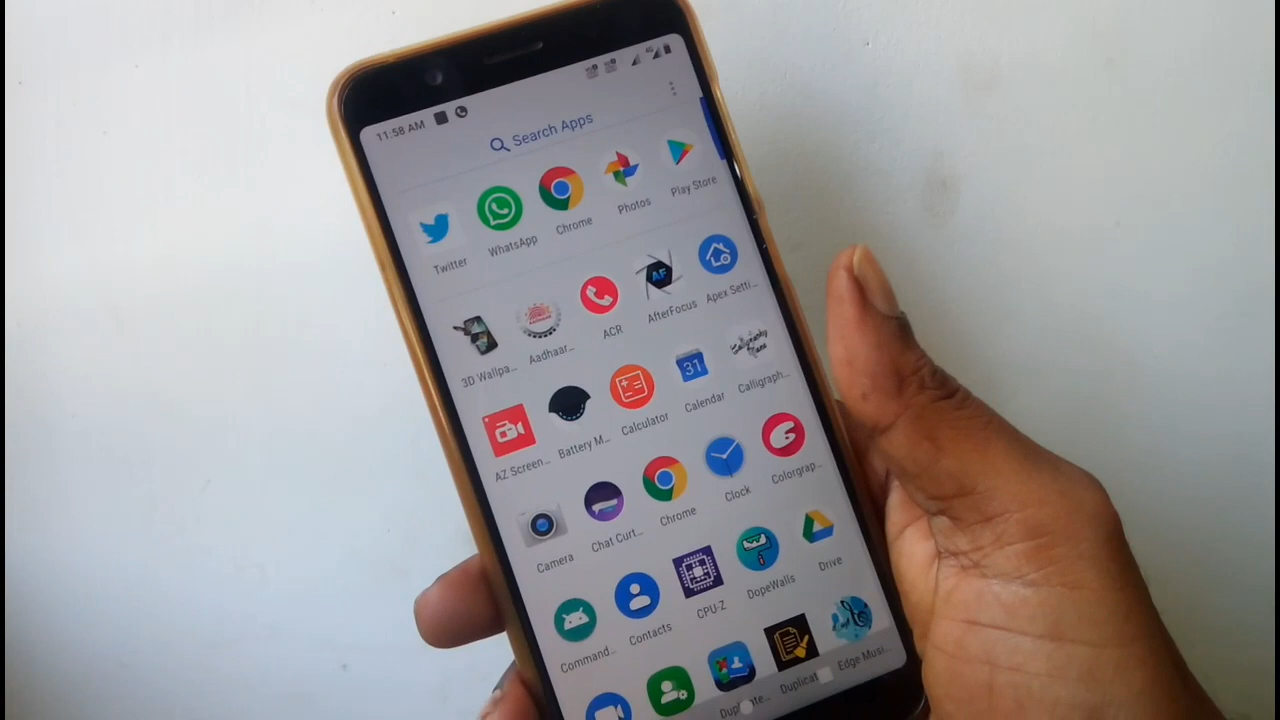 11:58 AM
4G
Search Apps
Twitter
WhatsApp
Chrome
Photos
Play Store
3D Wallpa...
Aadhaar...
ACR
AF
AfterFocus
Apex Setti...
AZ Screen...
Battery M...
Calculator
31
Calendar
Calligraph...
Camera
Chat Curt...
Chrome
Clock
Colorgrap...
Command...
Contacts
CPU-Z
DopeWalls
Drive
Duplicat...
Edge Musi...